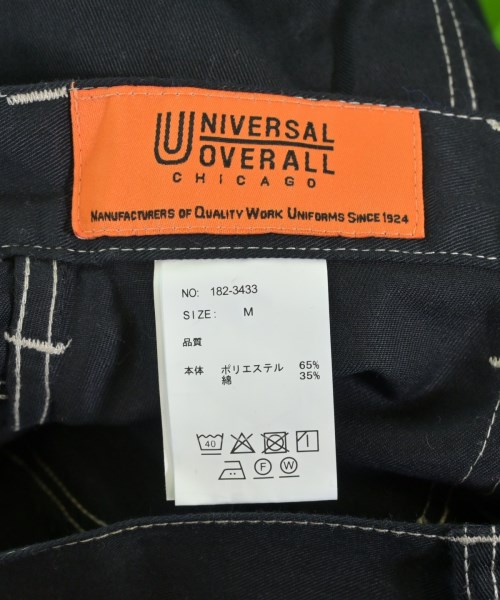 UNIVERSAL
OVERALL
CHICAGO
MANUFACTURERS OF QUALITY WORK UNIFORMS SINCE 1924
NO: 182-3433
SIZE: M
品質
本体 ポリエステル 65%
綿 35%
40
F W